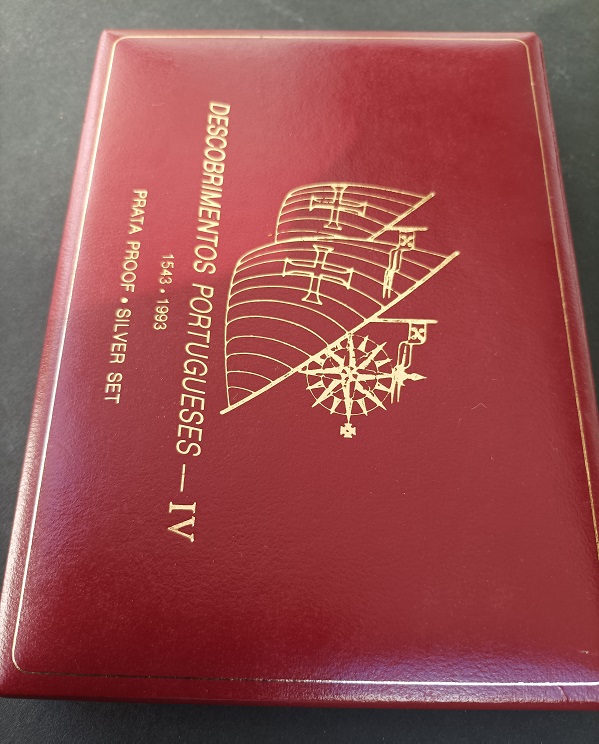 DESCOBRIMENTOS PORTUGUESES — IV
1543 • 1993
PRATA PROOF • SILVER SET